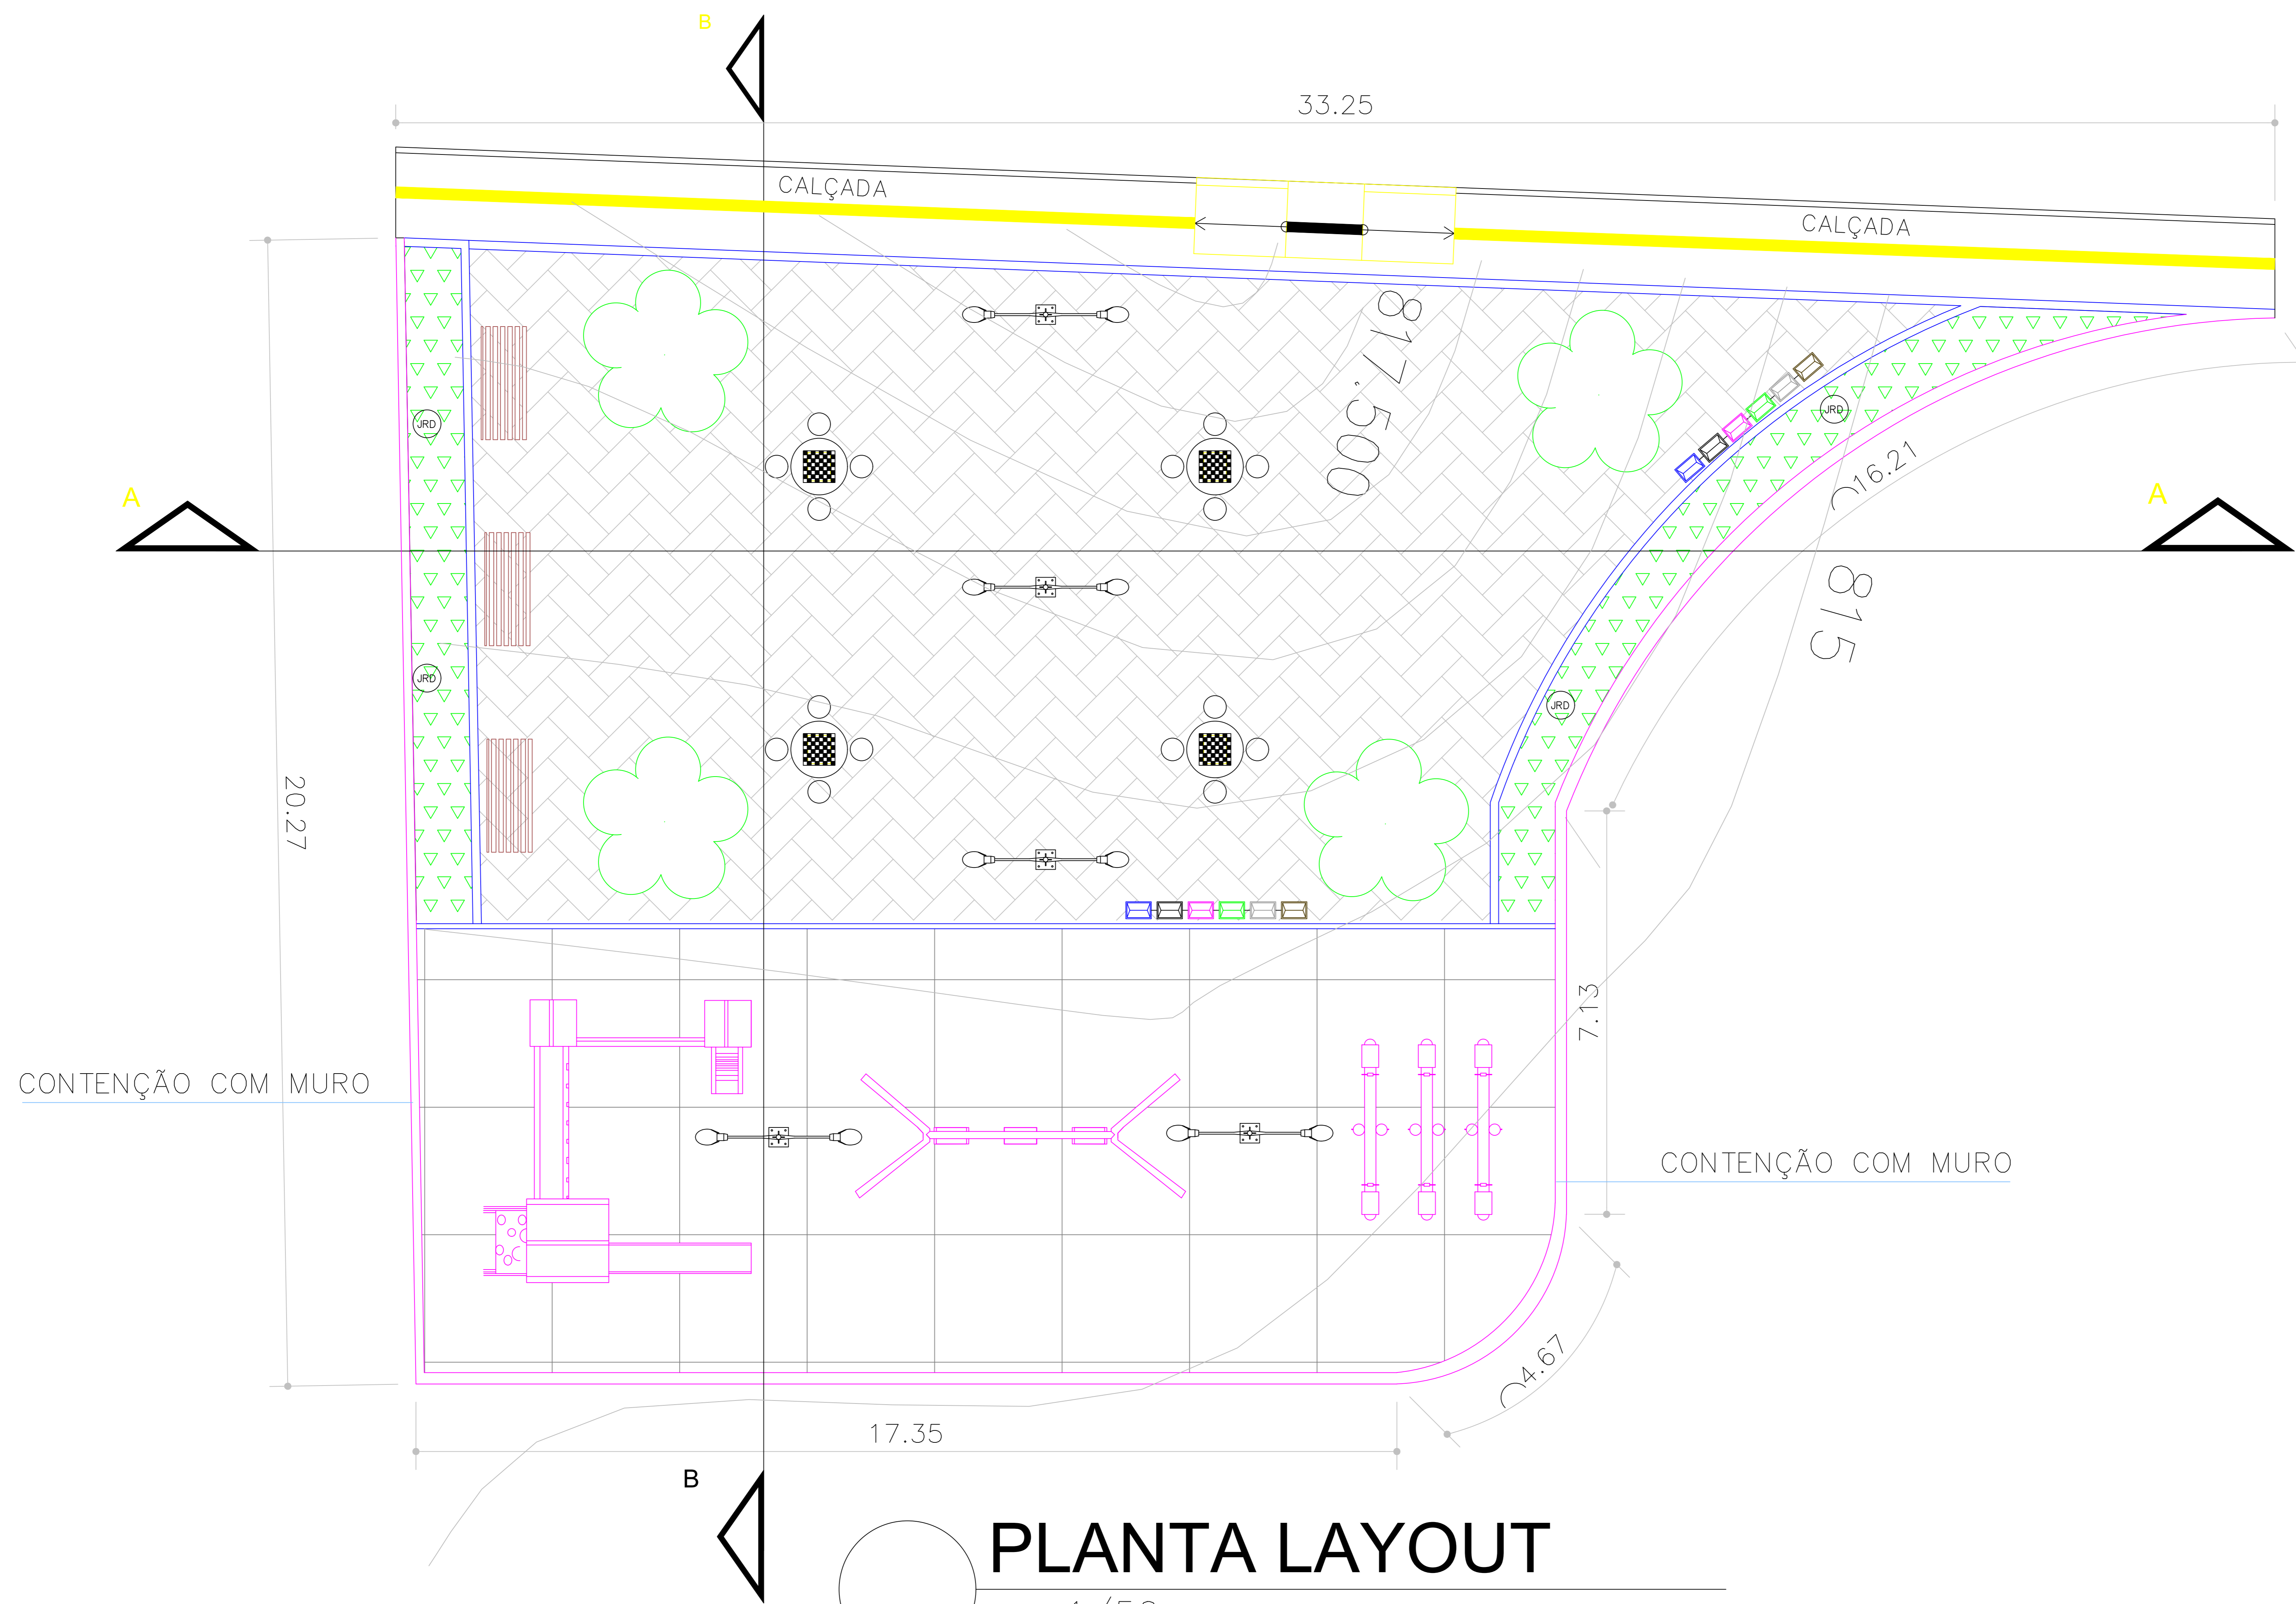 B
33.25
CALÇADA
CALÇADA
817.500
JRD
JRD
16.21
A
A
815
JRD
JRD
20.27
7.13
CONTENÇÃO COM MURO
CONTENÇÃO COM MURO
4.67
17.35
B
PLANTA LAYOUT